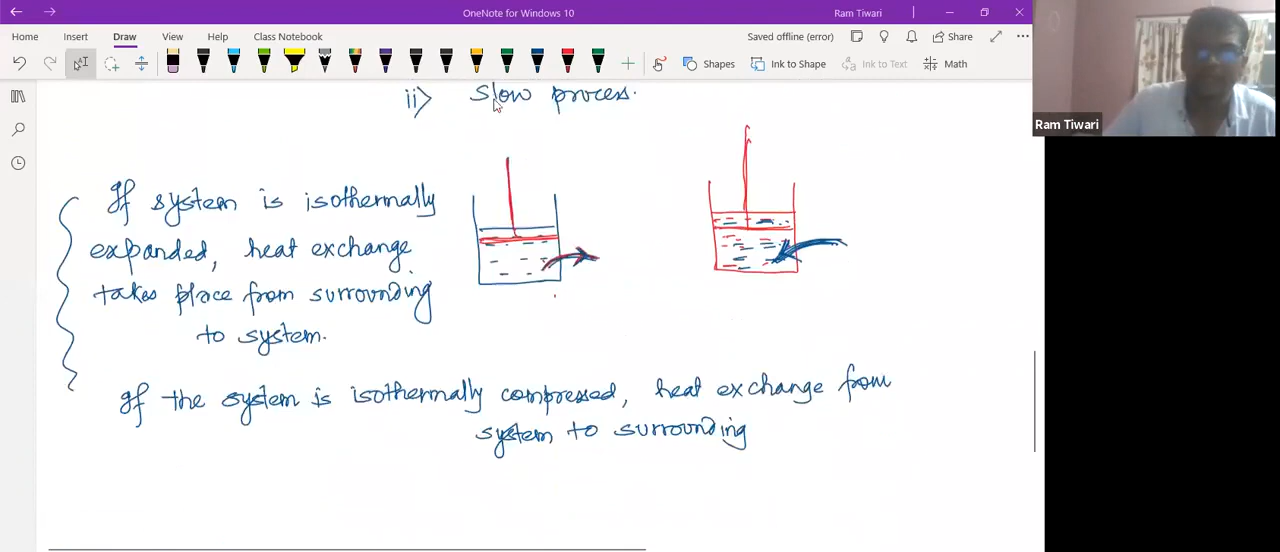 OneNote for Windows 10
Ram Tiwari
Home Insert Draw View Help Class Notebook
Saved offline (error)
Share
Shapes
Ink to Shape
Ink to Text
Math
Ram Tiwari
ii> Slow process.
If system is isothermally
expanded, heat exchange
takes place from surrounding
to system.
If the system is isothermally compressed, heat exchange from
system to surrounding